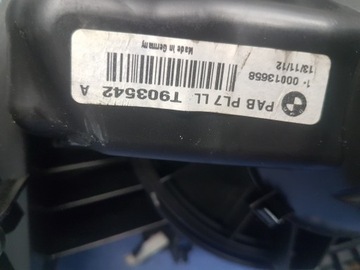 PAB PL7 LL T903542 A
1- 00013658
13/11/12
Made in Germany